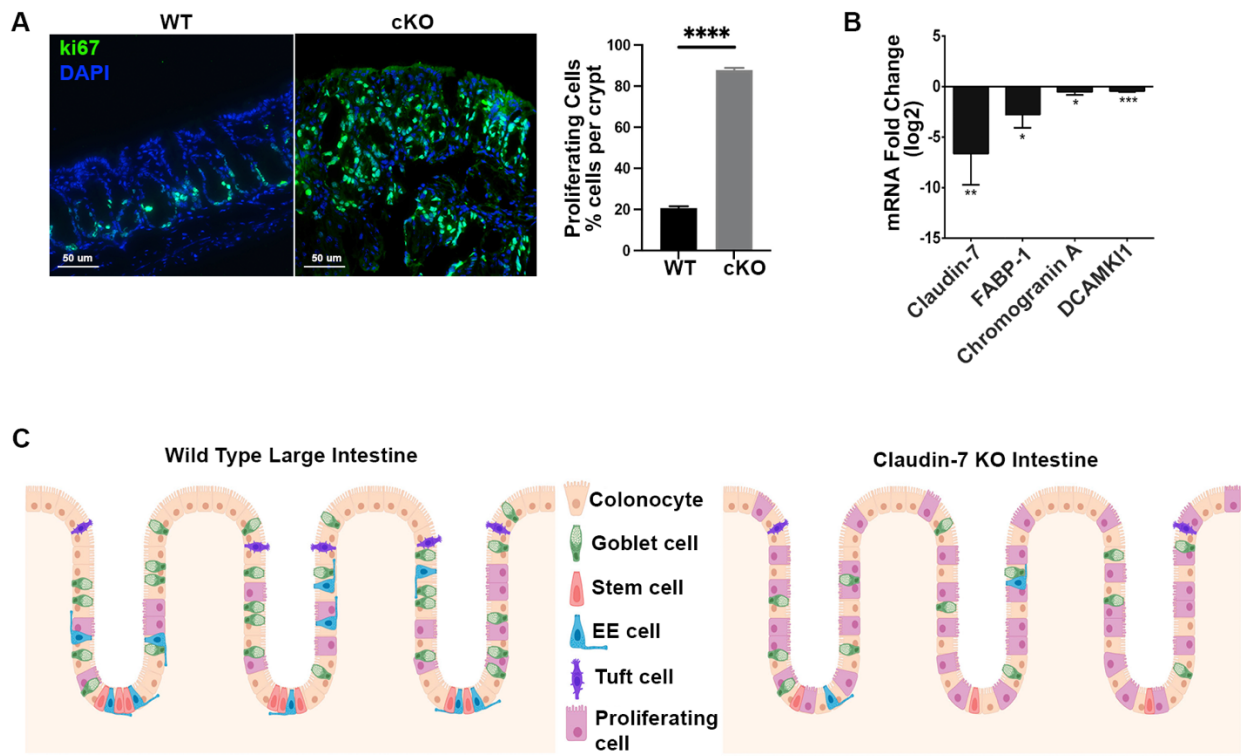 A
WT
cKO
ki67
DAPI
50 um
50 um
Proliferating Cells
% cells per crypt
100
80
60
40
20
0
****
WT
cKO
B
mRNA Fold Change
(log2)
5
0
-5
-10
-15
**
*
*
***
Claudin-7
FABP-1
Chromogranin A
DCAMKl1
C
Wild Type Large Intestine
Claudin-7 KO Intestine
Colonocyte
Goblet cell
Stem cell
EE cell
Tuft cell
Proliferating
cell